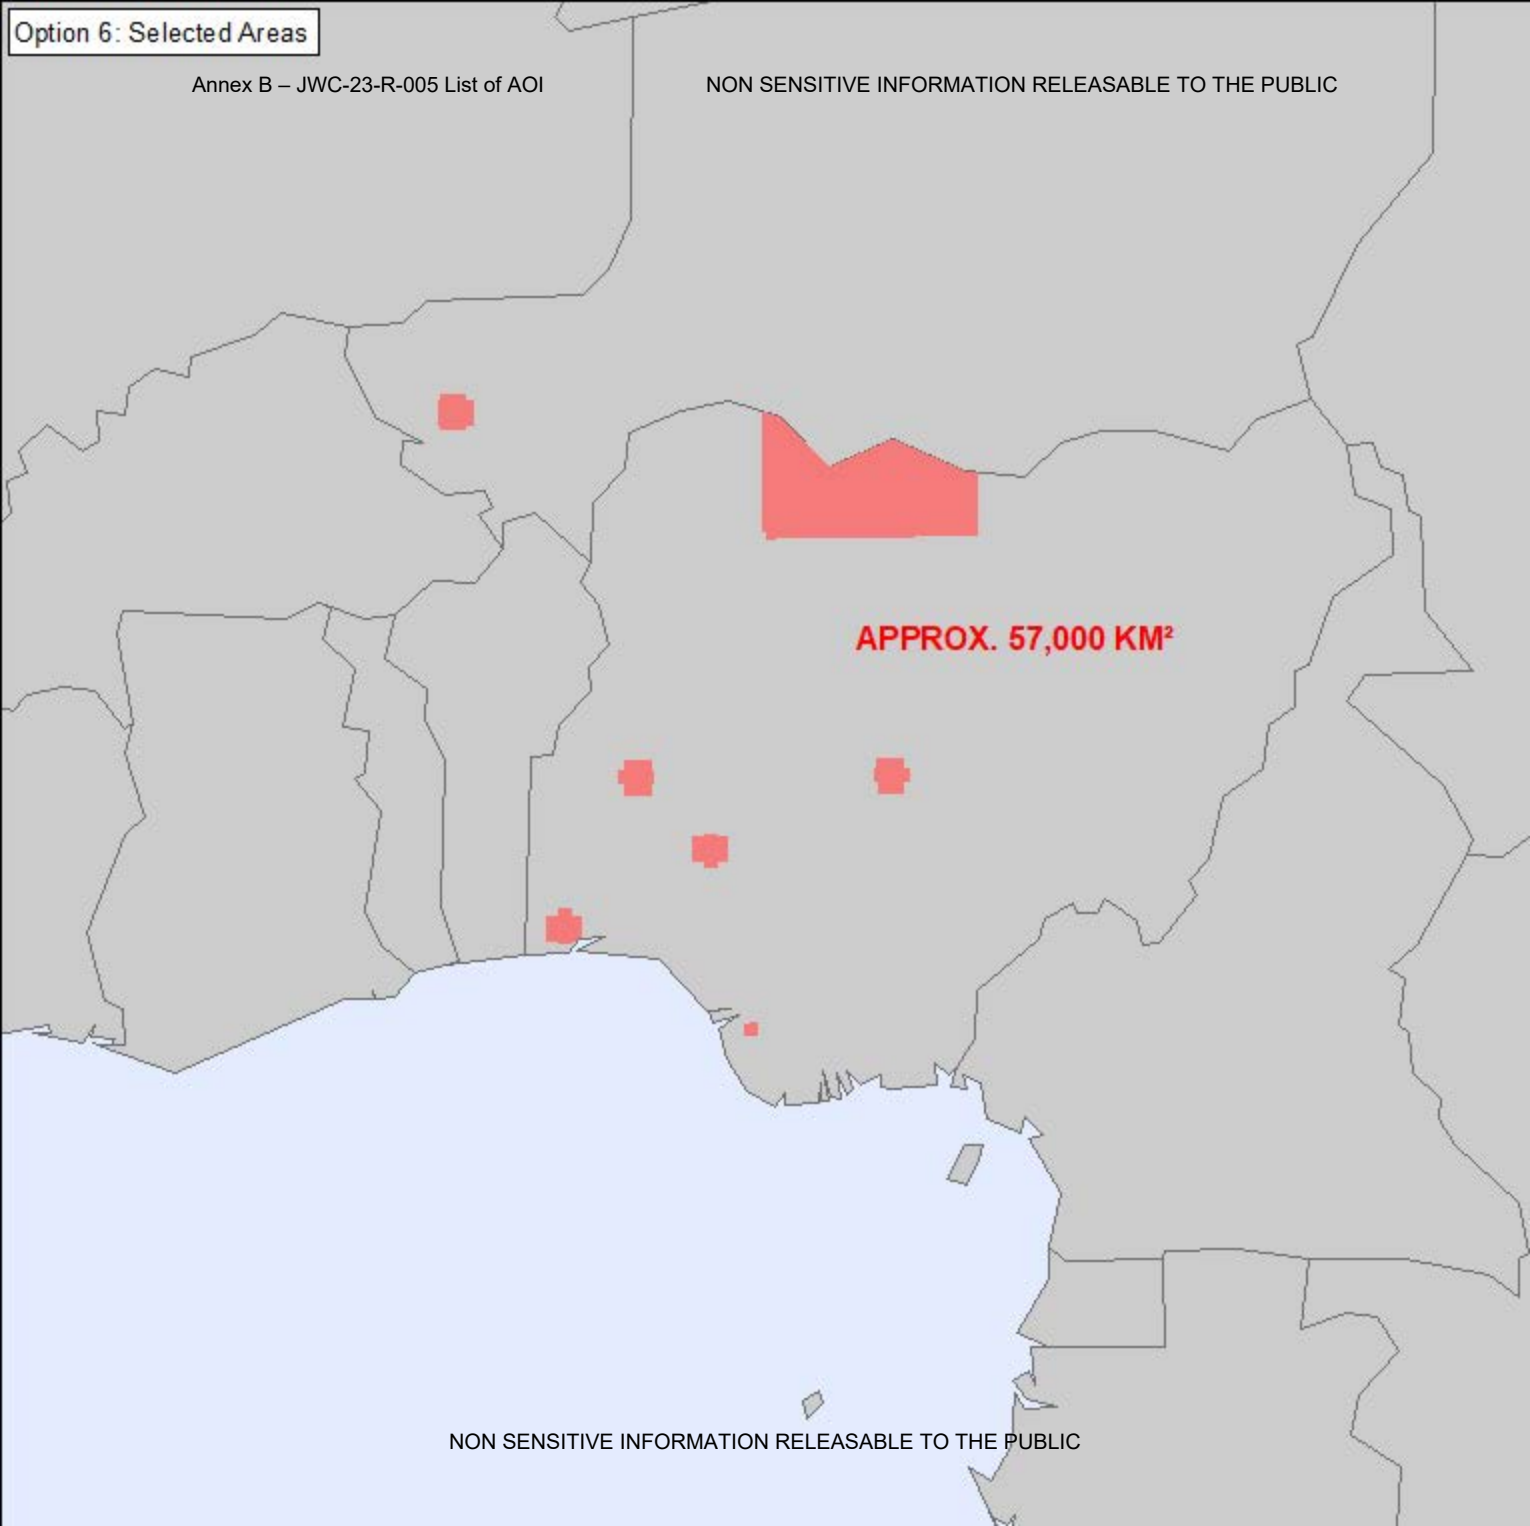 Option 6: Selected Areas
Annex B – JWC-23-R-005 List of AOI
NON SENSITIVE INFORMATION RELEASABLE TO THE PUBLIC
APPROX. 57,000 KM²
NON SENSITIVE INFORMATION RELEASABLE TO THE PUBLIC